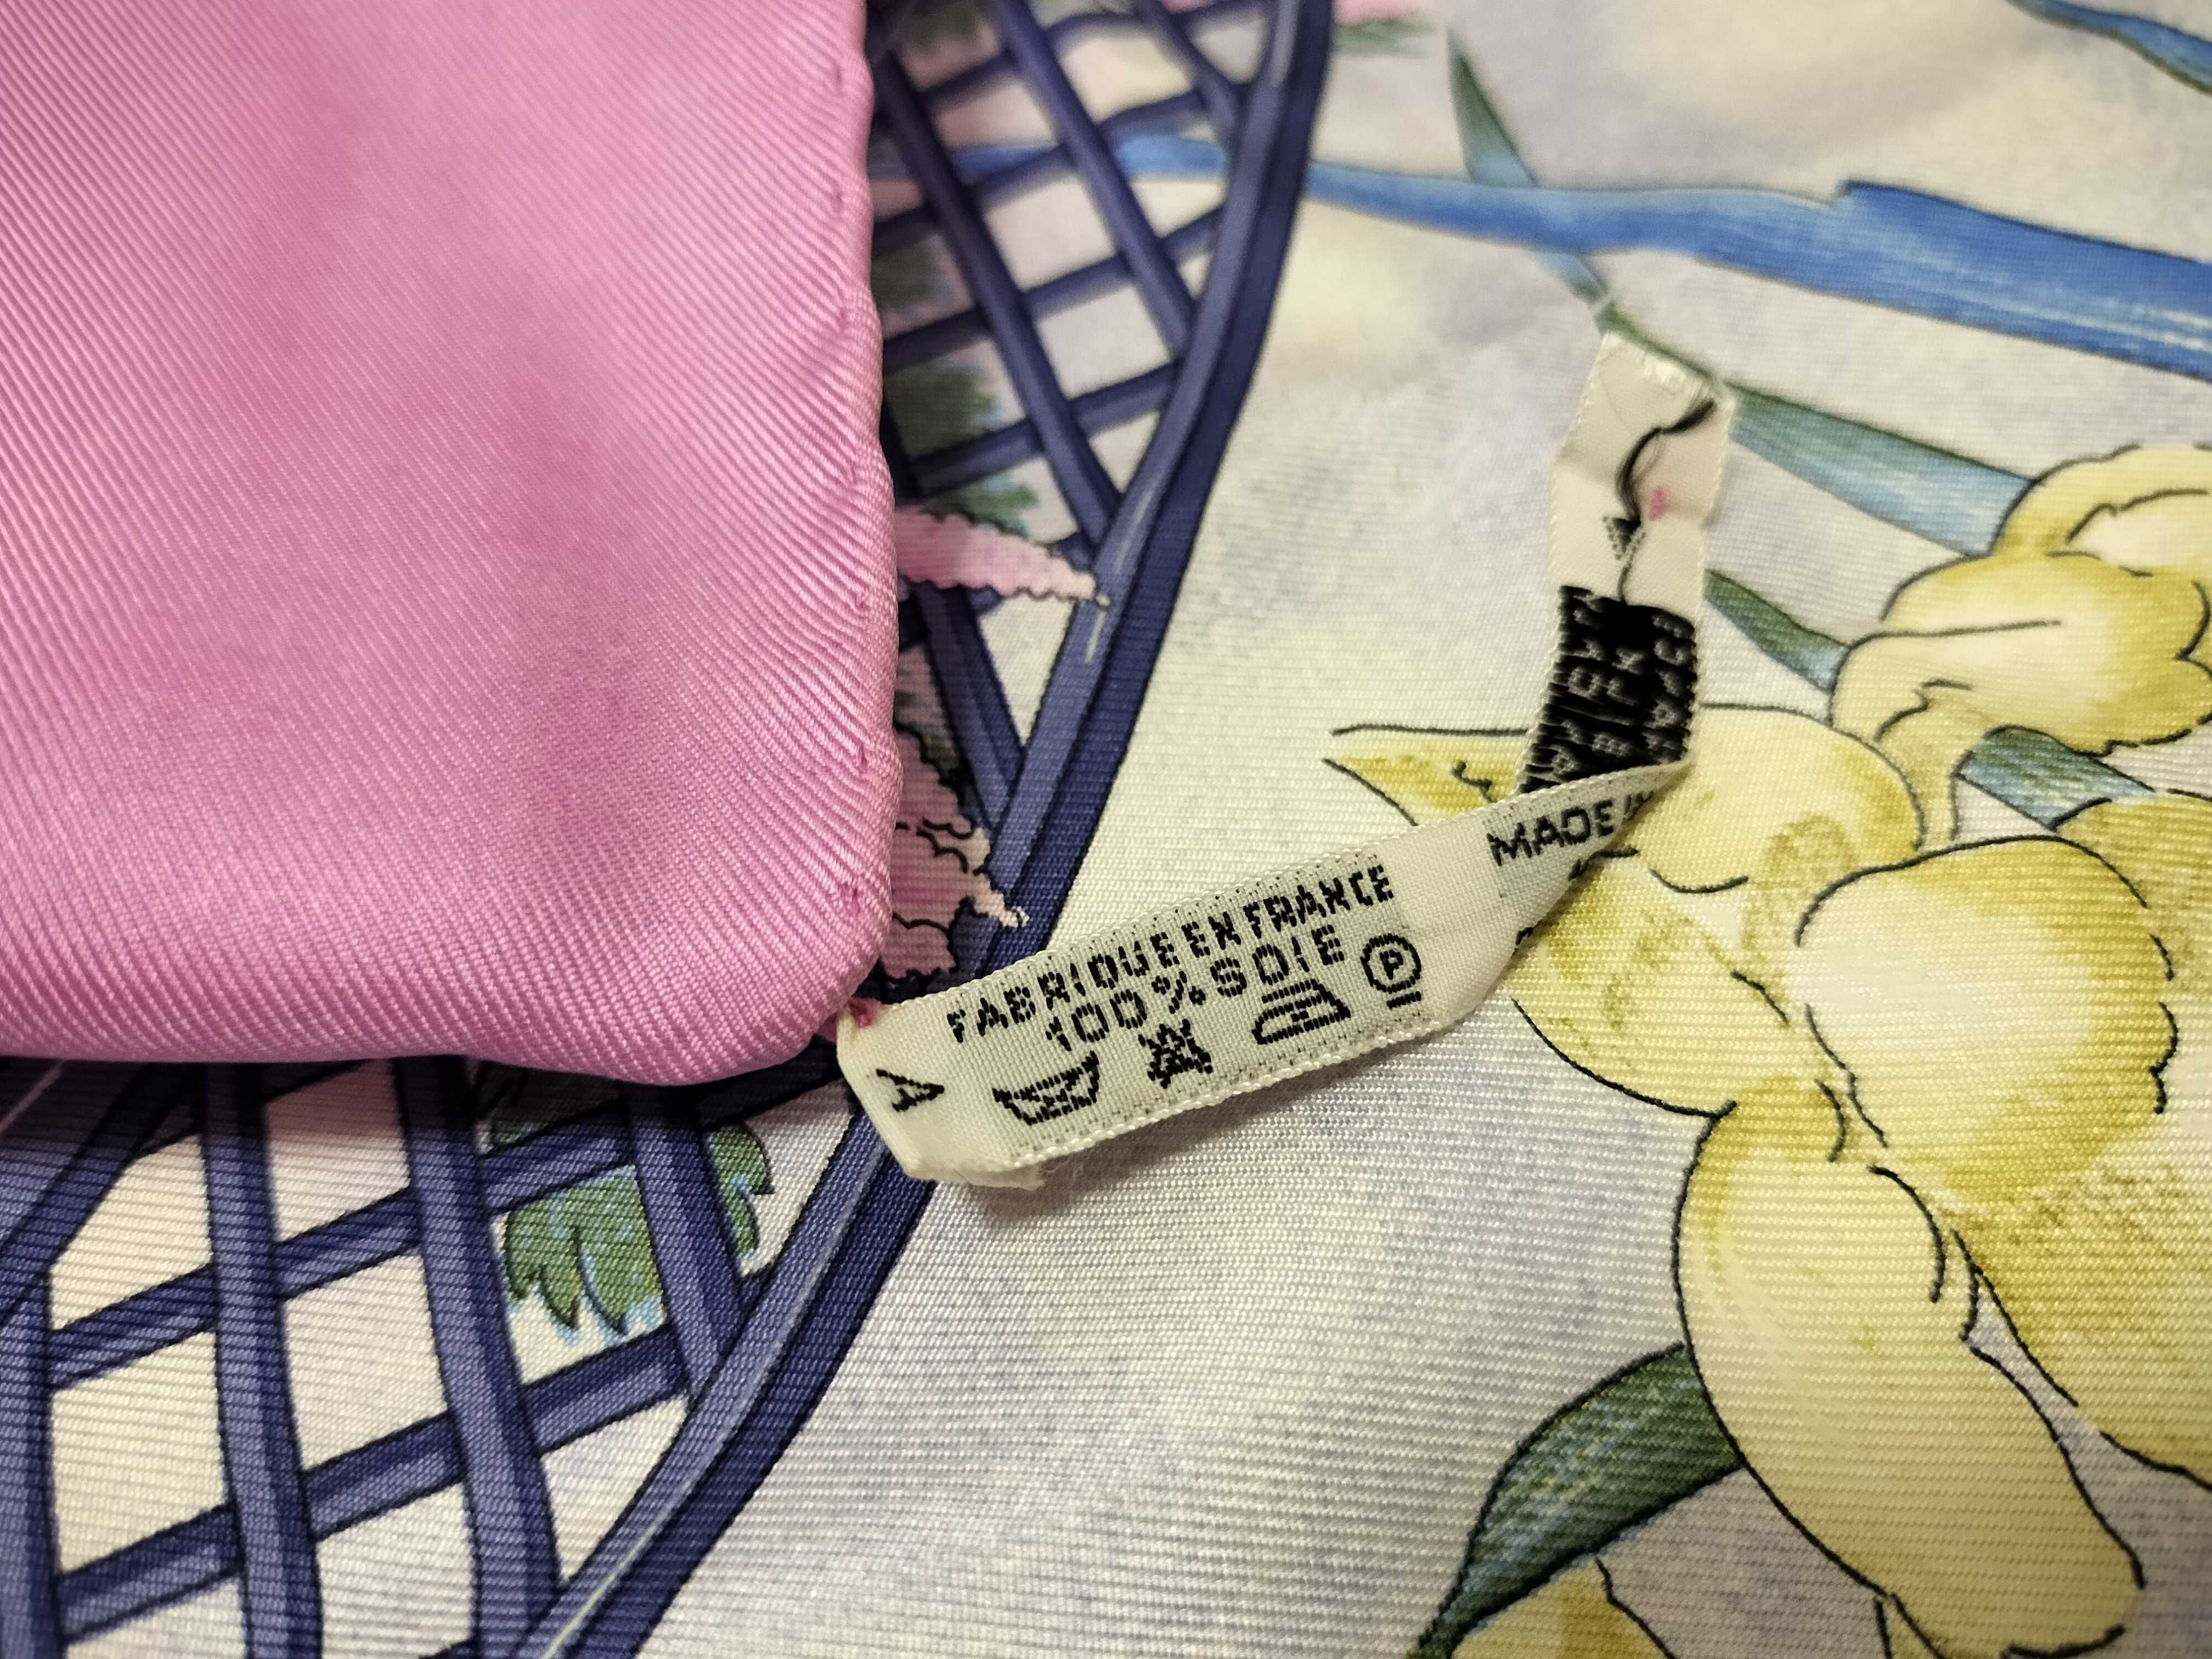 FABRIQUE EN FRANCE
100 % SOIE
P
A
MADE IN